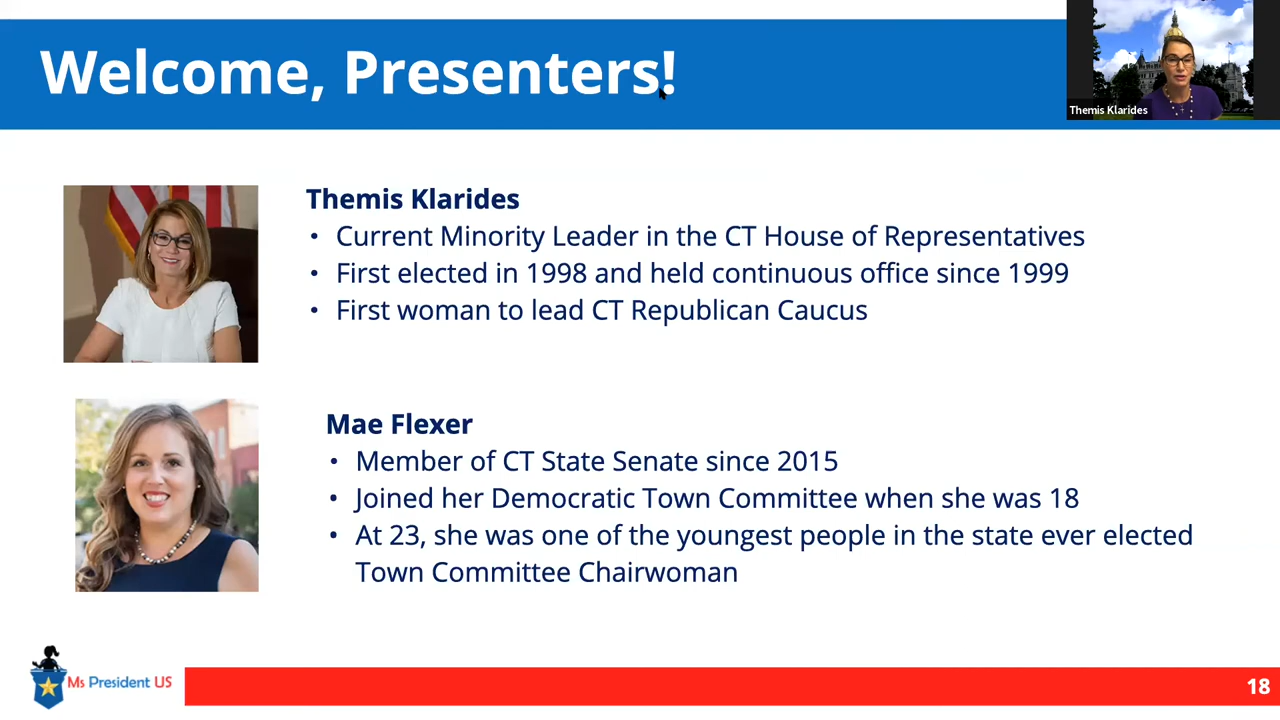 Welcome, Presenters!
Themis Klarides
Themis Klarides
• Current Minority Leader in the CT House of Representatives
• First elected in 1998 and held continuous office since 1999
• First woman to lead CT Republican Caucus
Mae Flexer
• Member of CT State Senate since 2015
• Joined her Democratic Town Committee when she was 18
• At 23, she was one of the youngest people in the state ever elected
Town Committee Chairwoman
Ms President US
18